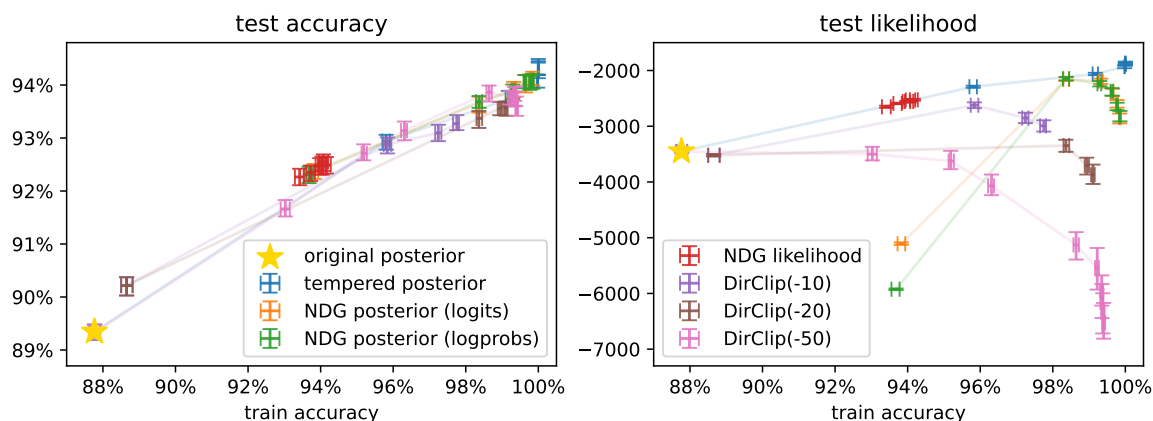 test accuracy
94%
93%
92%
91%
90%
89%
original posterior
tempered posterior
NDG posterior (logits)
NDG posterior (logprobs)
88% 90% 92% 94% 96% 98% 100%
train accuracy
test likelihood
−2000
−3000
−4000
−5000
−6000
−7000
NDG likelihood
DirClip(-10)
DirClip(-20)
DirClip(-50)
88% 90% 92% 94% 96% 98% 100%
train accuracy